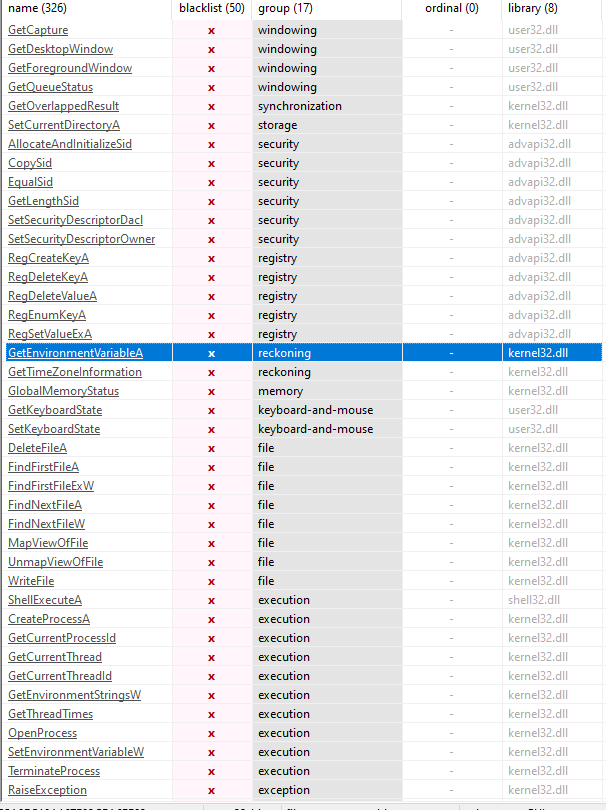 name (326) blacklist (50) group (17) ordinal (0) library (8)
GetCapture x windowing - user32.dll
GetDesktopWindow x windowing - user32.dll
GetForegroundWindow x windowing - user32.dll
GetQueueStatus x windowing - user32.dll
GetOverlappedResult x synchronization - kernel32.dll
SetCurrentDirectoryA x storage - kernel32.dll
AllocateAndInitializeSid x security - advapi32.dll
CopySid x security - advapi32.dll
EqualSid x security - advapi32.dll
GetLengthSid x security - advapi32.dll
SetSecurityDescriptorDacl x security - advapi32.dll
SetSecurityDescriptorOwner x security - advapi32.dll
RegCreateKeyA x registry - advapi32.dll
RegDeleteKeyA x registry - advapi32.dll
RegDeleteValueA x registry - advapi32.dll
RegEnumKeyA x registry - advapi32.dll
RegSetValueExA x registry - advapi32.dll
GetEnvironmentVariableA x reckoning - kernel32.dll
GetTimeZoneInformation x reckoning - kernel32.dll
GlobalMemoryStatus x memory - kernel32.dll
GetKeyboardState x keyboard-and-mouse - user32.dll
SetKeyboardState x keyboard-and-mouse - user32.dll
DeleteFileA x file - kernel32.dll
FindFirstFileA x file - kernel32.dll
FindFirstFileExW x file - kernel32.dll
FindNextFileA x file - kernel32.dll
FindNextFileW x file - kernel32.dll
MapViewOfFile x file - kernel32.dll
UnmapViewOfFile x file - kernel32.dll
WriteFile x file - kernel32.dll
ShellExecuteA x execution - shell32.dll
CreateProcessA x execution - kernel32.dll
GetCurrentProcessId x execution - kernel32.dll
GetCurrentThread x execution - kernel32.dll
GetCurrentThreadId x execution - kernel32.dll
GetEnvironmentStringsW x execution - kernel32.dll
GetThreadTimes x execution - kernel32.dll
OpenProcess x execution - kernel32.dll
SetEnvironmentVariableW x execution - kernel32.dll
TerminateProcess x execution - kernel32.dll
RaiseException x exception - kernel32.dll